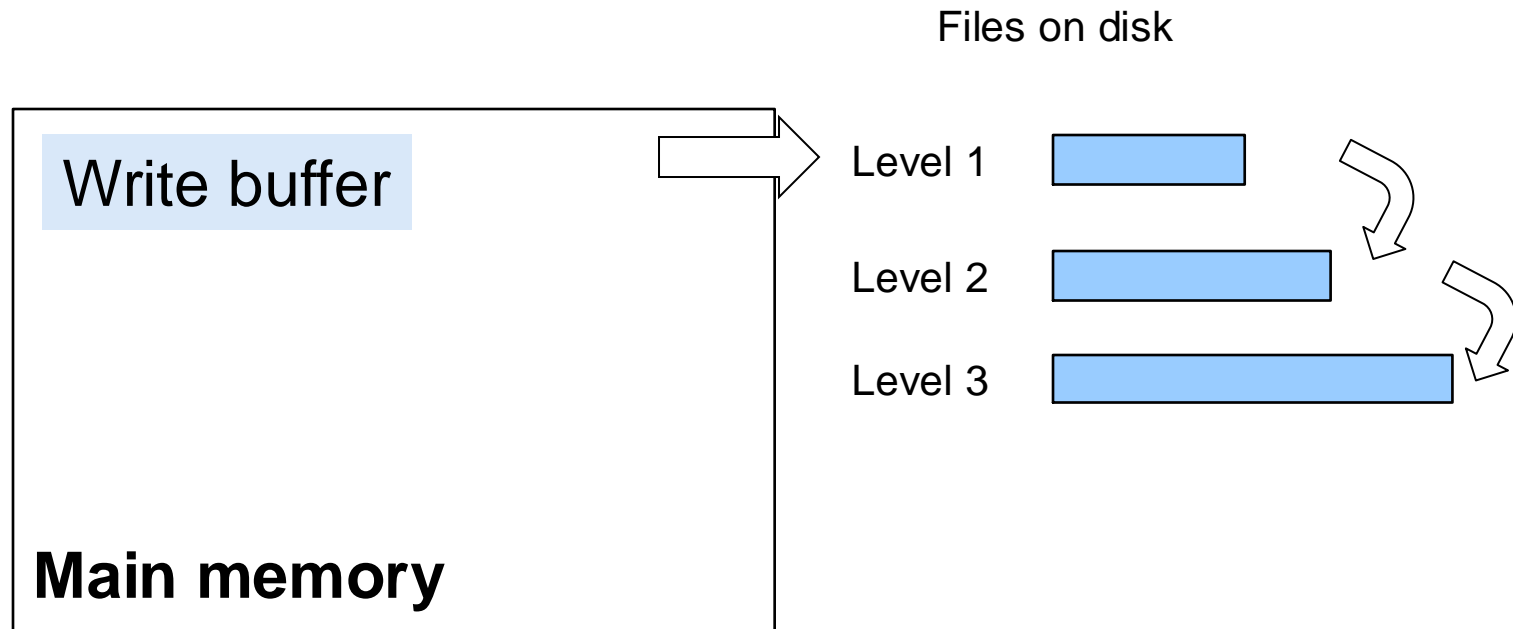 Files on disk
Write buffer
Level 1
Level 2
Level 3
Main memory